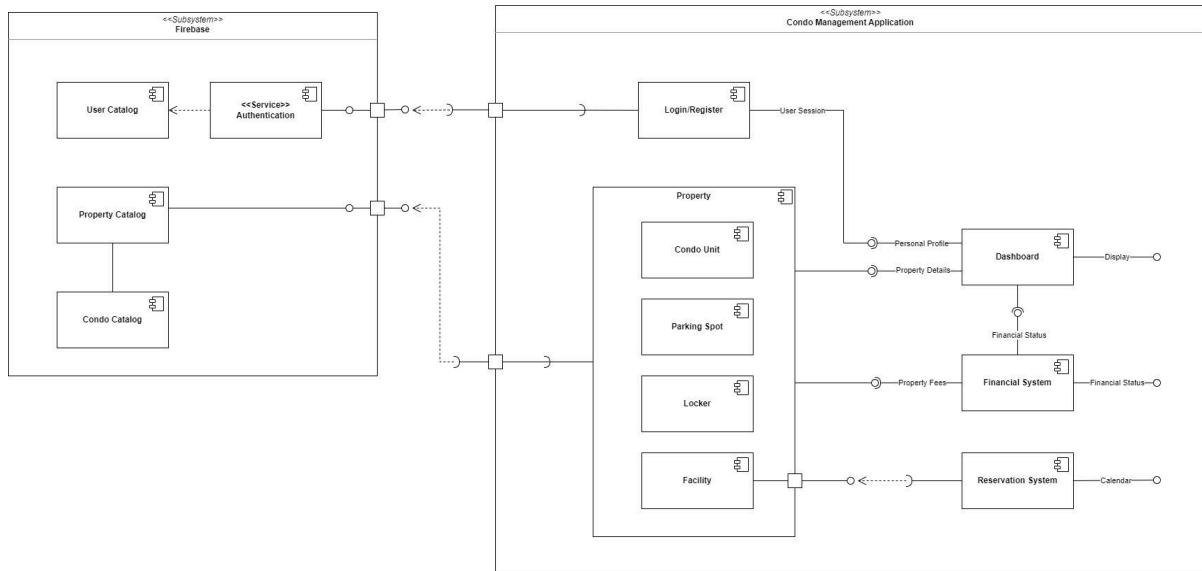 <<Subsystem>>
Firebase
User Catalog
<<Service>>
Authentication
Property Catalog
Condo Catalog
<<Subsystem>>
Condo Management Application
Login/Register
User Session
Property
Condo Unit
Parking Spot
Locker
Facility
Personal Profile
Property Details
Dashboard
Display
Financial Status
Property Fees
Financial System
Financial Status
Reservation System
Calendar